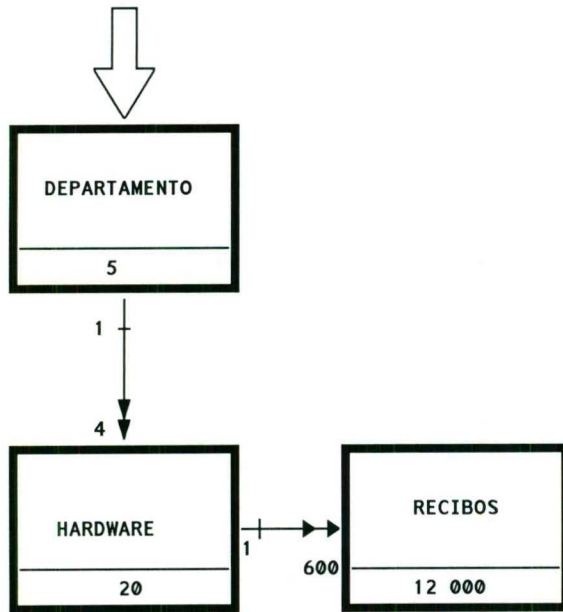 DEPARTAMENTO
5
1
4
HARDWARE
20
1
600
RECIBOS
12 000